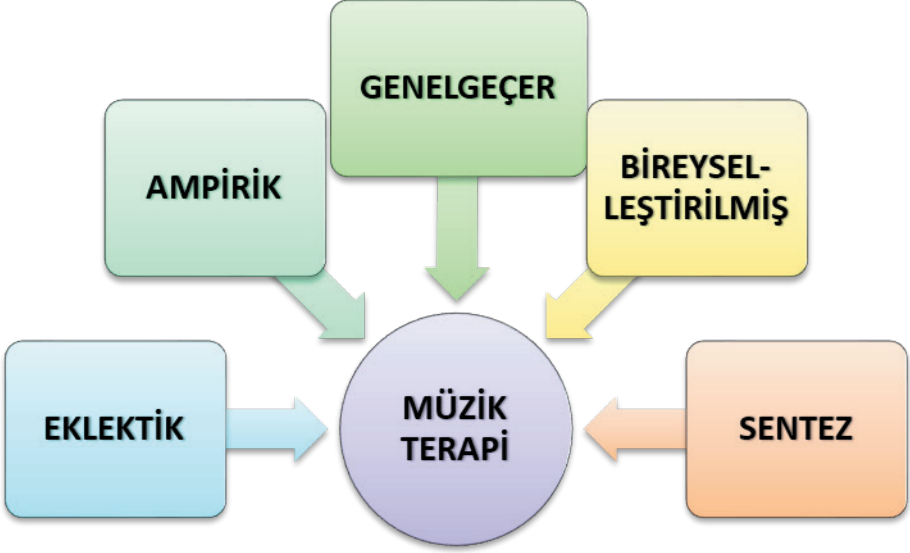 GENELGEÇER
AMPİRİK
BİREYSEL-
LEŞTİRİLMİŞ
EKLEKTİK
MÜZİK
TERAPİ
SENTEZ